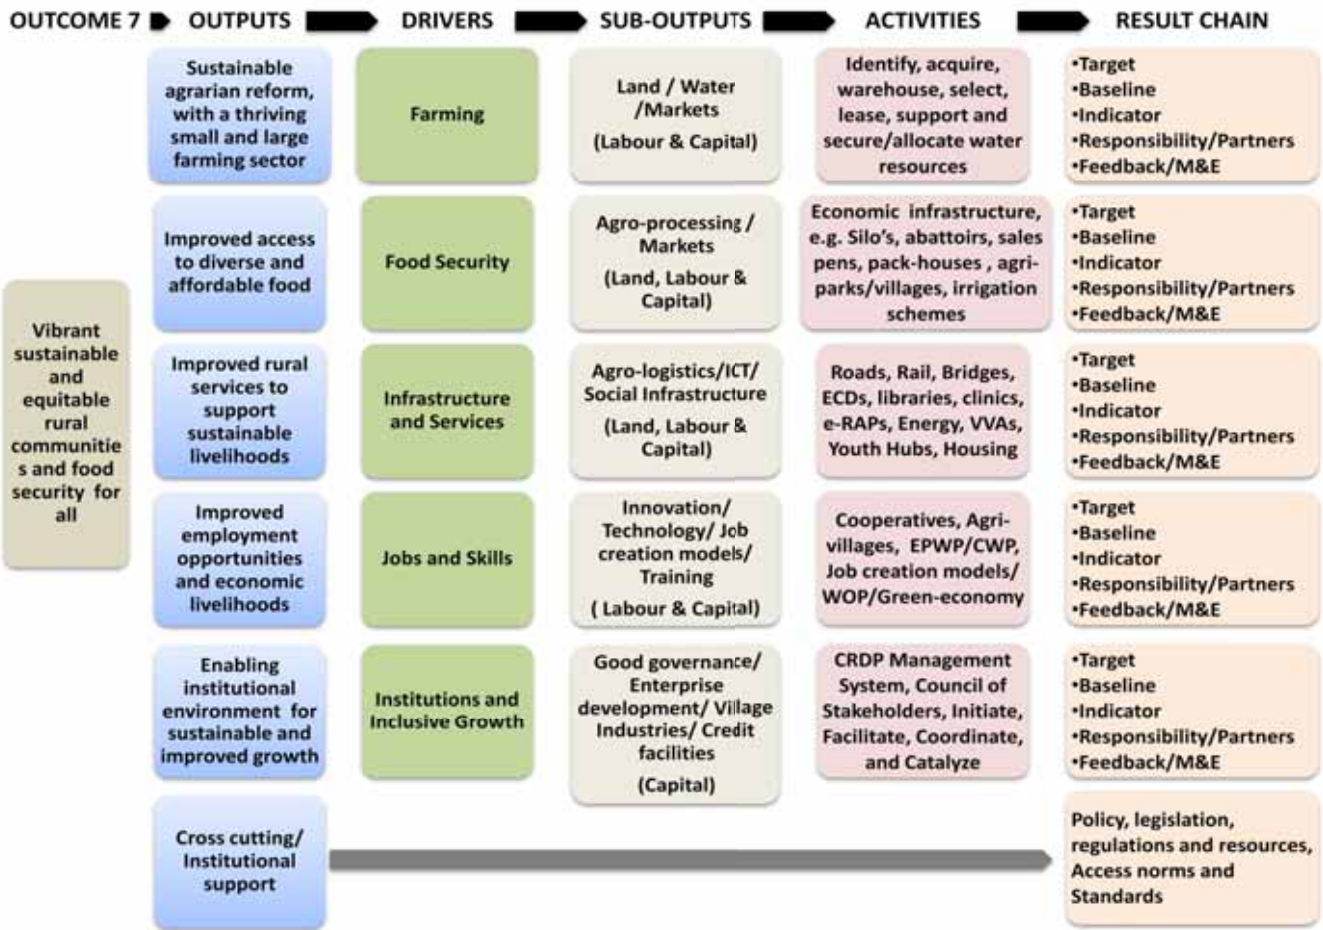 OUTCOME 7 OUTPUTS DRIVERS SUB-OUTPUTS ACTIVITIES RESULT CHAIN
Vibrant
sustainable
and
equitable
rural
communitie
s and food
security for
all
Sustainable
agrarian reform,
with a thriving
small and large
farming sector
Farming
Land / Water
/Markets
(Labour & Capital)
Identify, acquire,
warehouse, select,
lease, support and
secure/allocate water
resources
•Target
•Baseline
•Indicator
•Responsibility/Partners
•Feedback/M&E
Improved access
to diverse and
affordable food
Food Security
Agro-processing /
Markets
(Land, Labour &
Capital)
Economic infrastructure,
e.g. Silo's, abattoirs, sales
pens, pack-houses , agri-
parks/villages, irrigation
schemes
•Target
•Baseline
•Indicator
•Responsibility/Partners
•Feedback/M&E
Improved rural
services to
support
sustainable
livelihoods
Infrastructure
and Services
Agro-logistics/ICT/
Social Infrastructure
(Land, Labour &
Capital)
Roads, Rail, Bridges,
ECDs, libraries, clinics,
e-RAPs, Energy, VVAs,
Youth Hubs, Housing
•Target
•Baseline
•Indicator
•Responsibility/Partners
•Feedback/M&E
Improved
employment
opportunities
and economic
livelihoods
Jobs and Skills
Innovation/
Technology/ Job
creation models/
Training
( Labour & Capital)
Cooperatives, Agri-
villages, EPWP/CWP,
Job creation models/
WOP/Green-economy
•Target
•Baseline
•Indicator
•Responsibility/Partners
•Feedback/M&E
Enabling
institutional
environment for
sustainable and
improved growth
Institutions and
Inclusive Growth
Good governance/
Enterprise
development/ Village
Industries/ Credit
facilities
(Capital)
CRDP Management
System, Council of
Stakeholders, Initiate,
Facilitate, Coordinate,
and Catalyze
•Target
•Baseline
•Indicator
•Responsibility/Partners
•Feedback/M&E
Cross cutting/
Institutional
support
Policy, legislation,
regulations and resources,
Access norms and
Standards